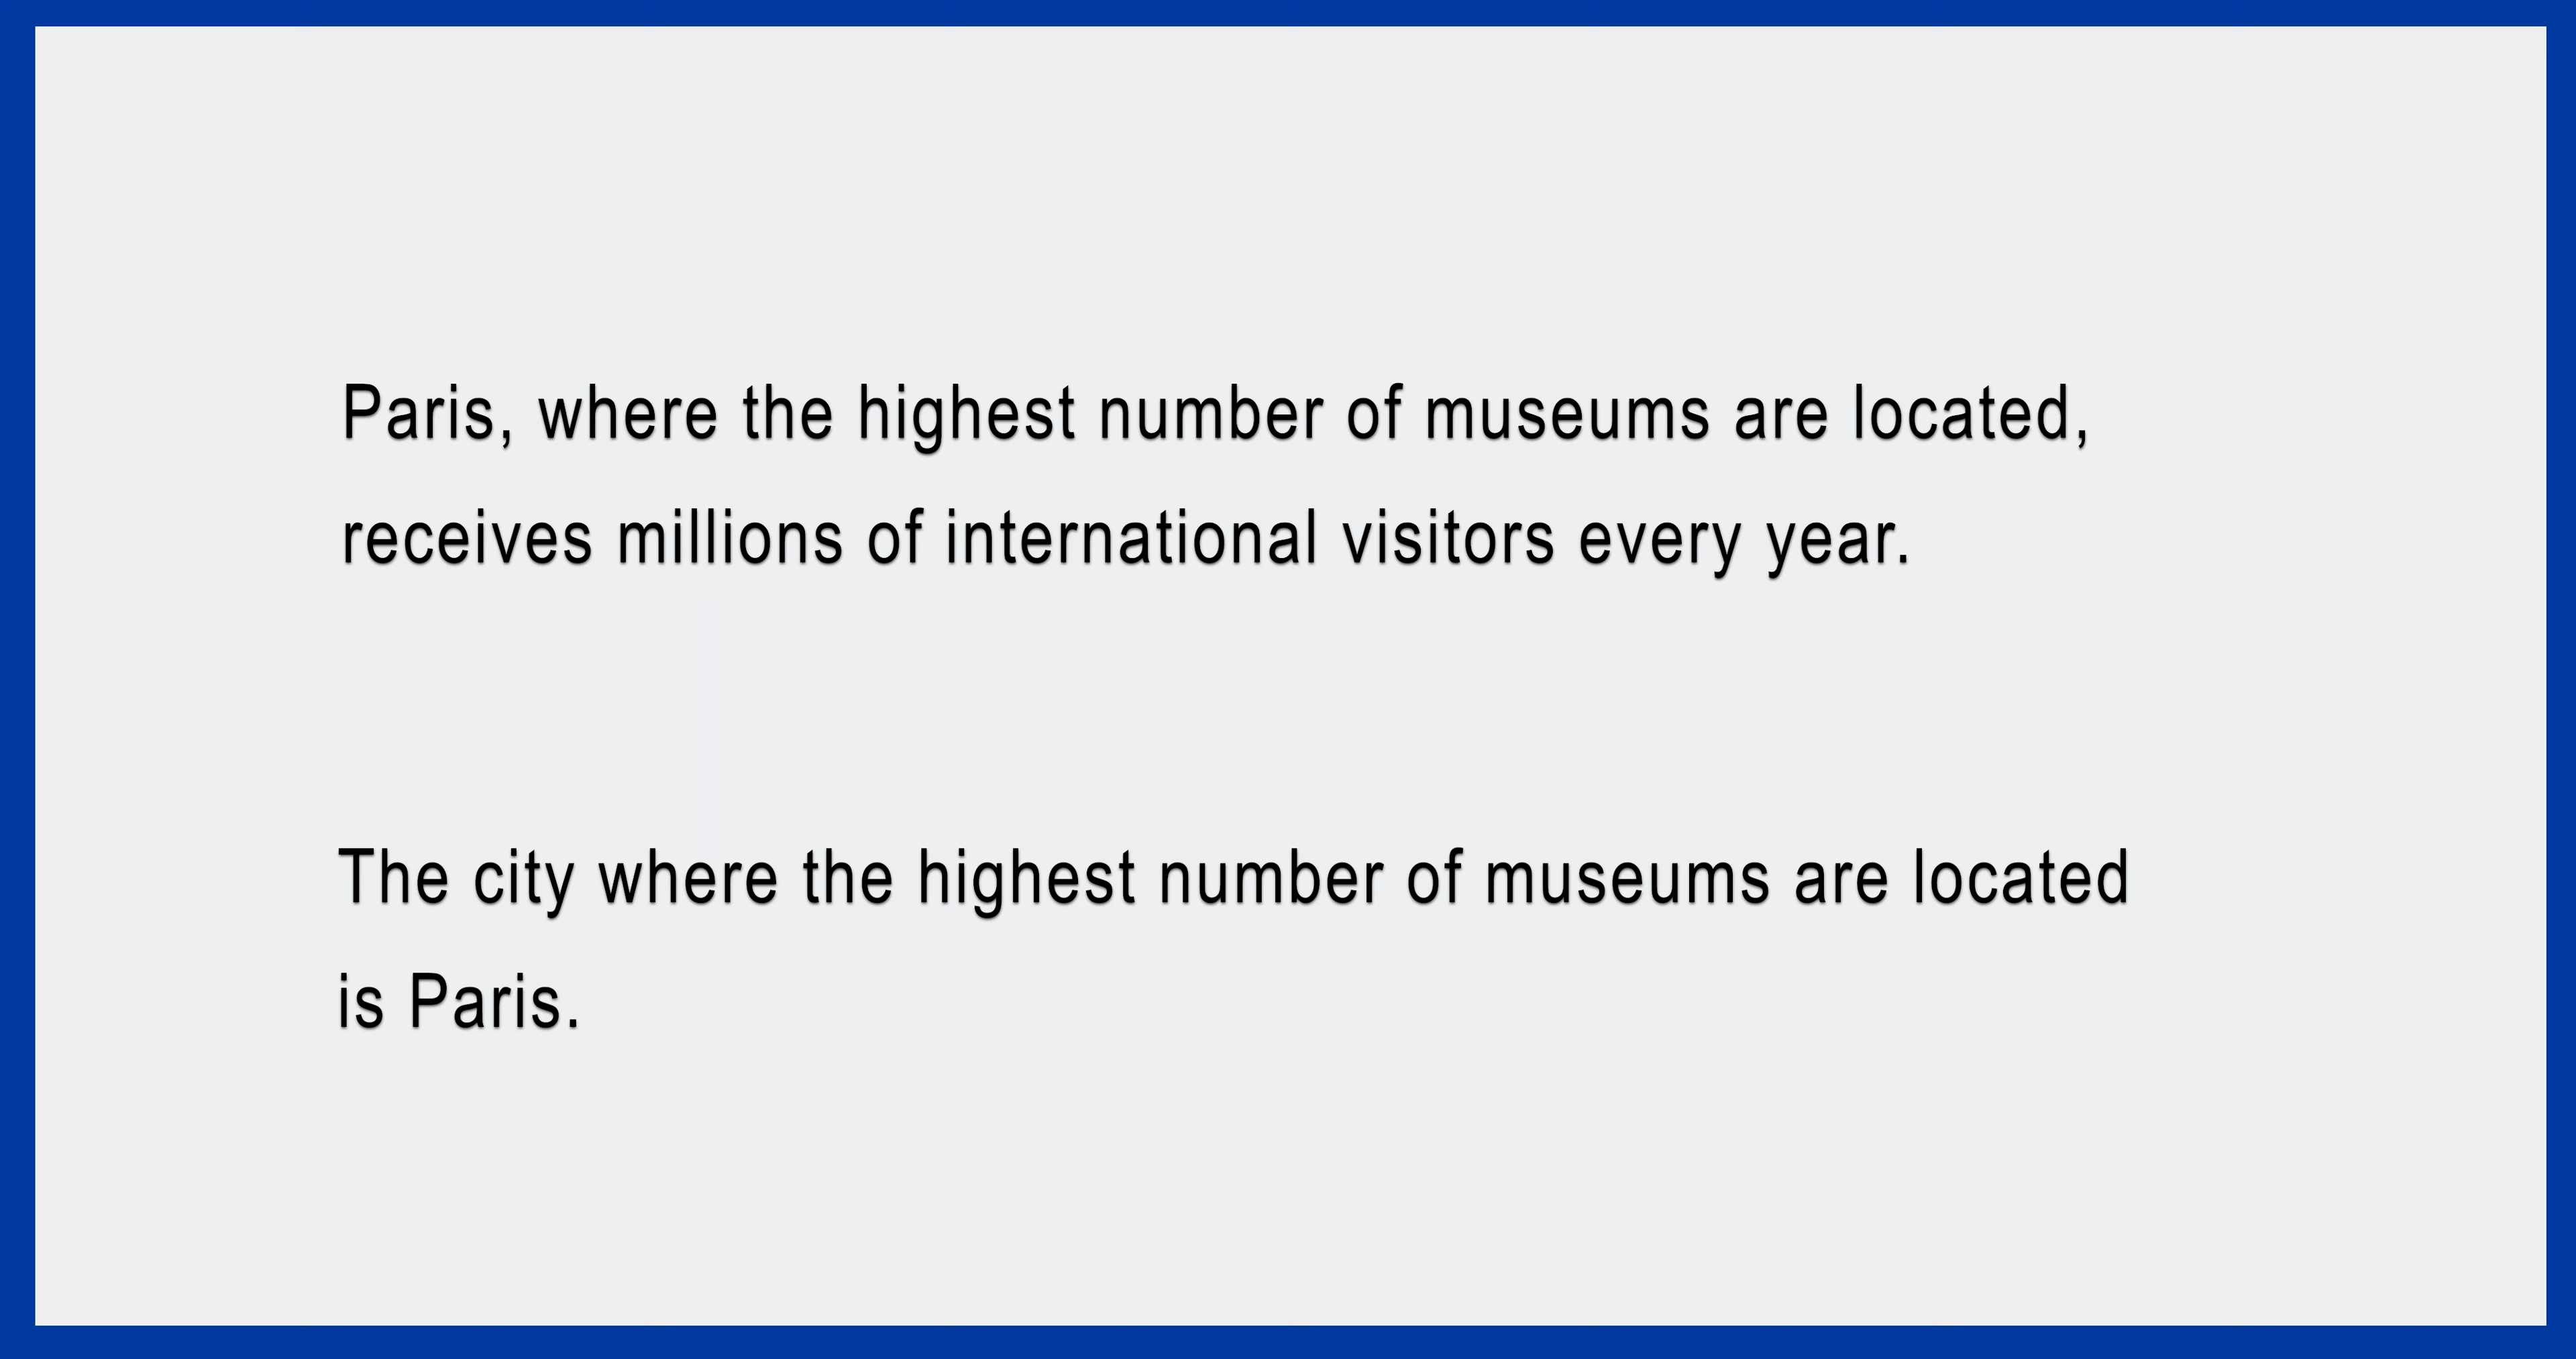 Paris, where the highest number of museums are located,
receives millions of international visitors every year.
The city where the highest number of museums are located
is Paris.